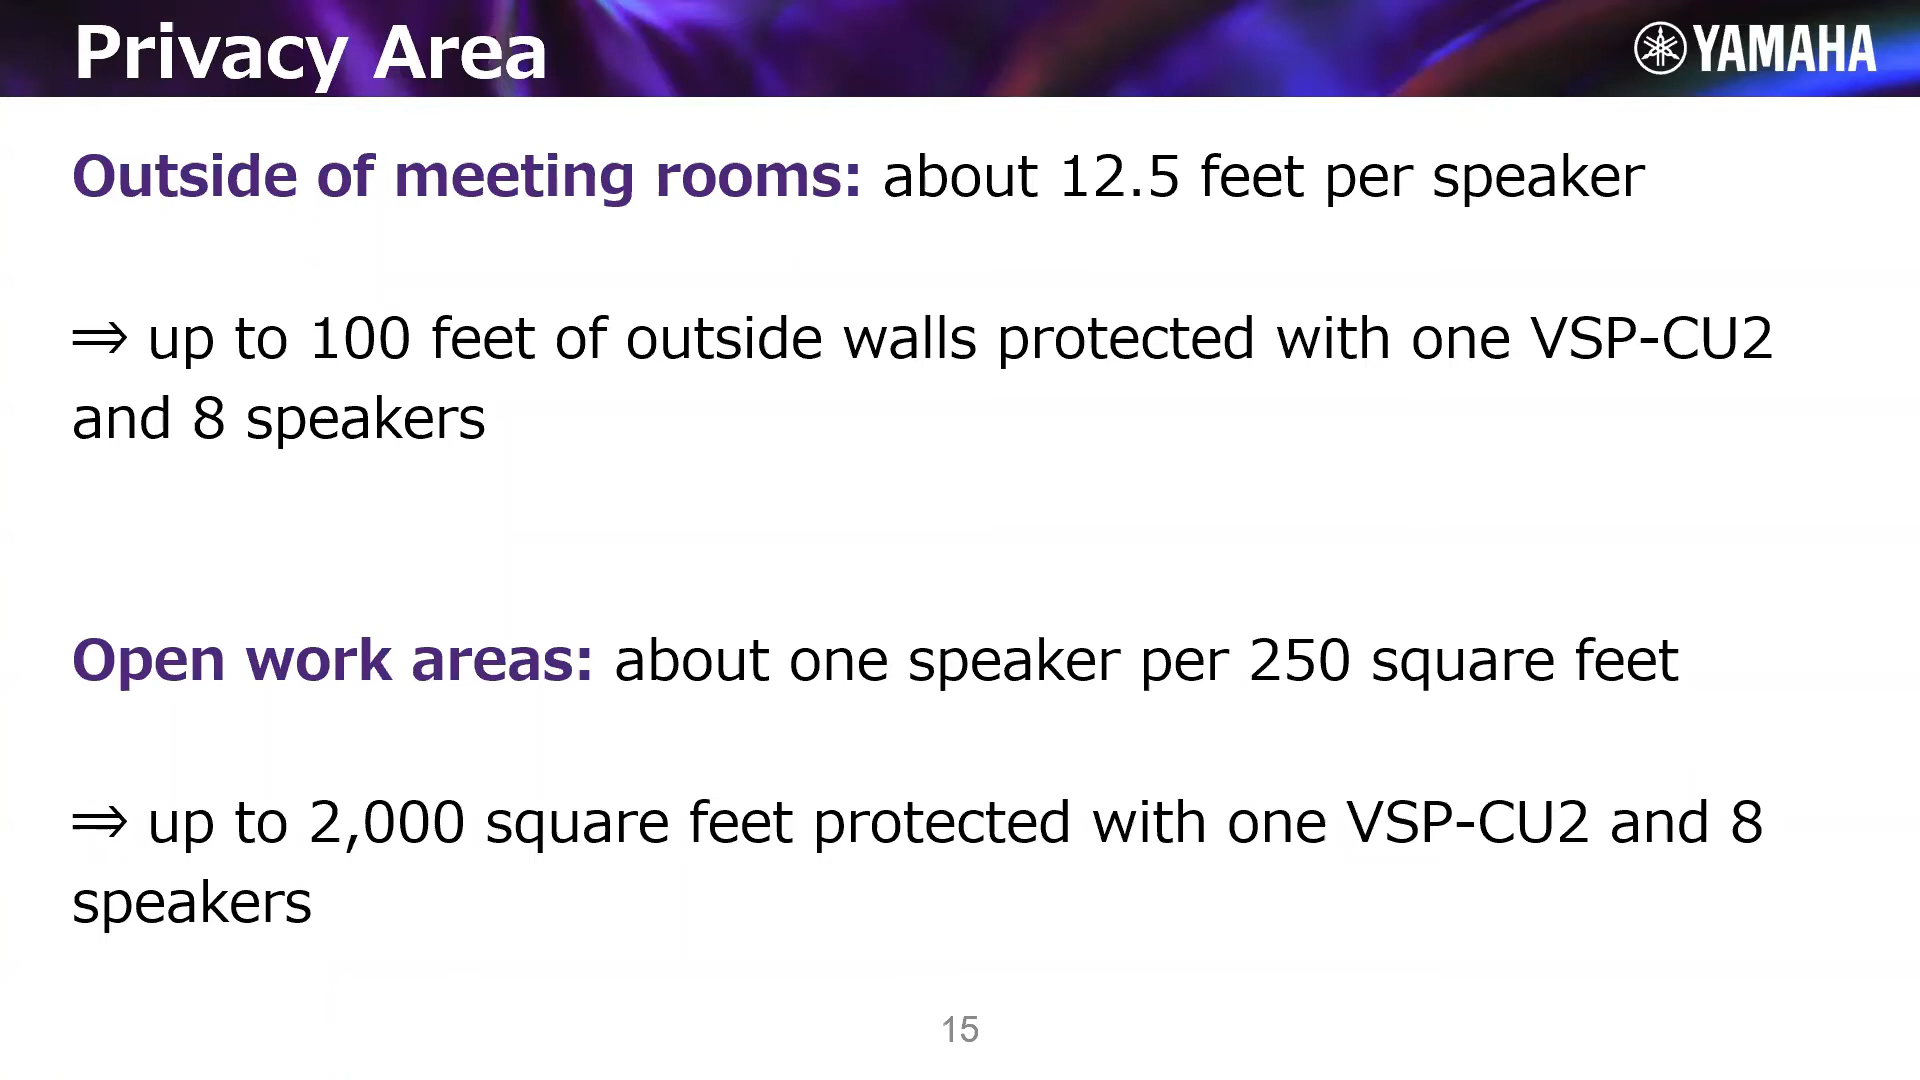 Privacy Area
YAMAHA
Outside of meeting rooms: about 12.5 feet per speaker
⇒ up to 100 feet of outside walls protected with one VSP-CU2
and 8 speakers
Open work areas: about one speaker per 250 square feet
⇒ up to 2,000 square feet protected with one VSP-CU2 and 8
speakers
15